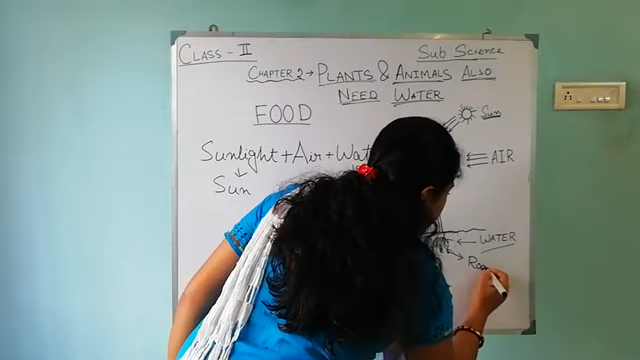 CLASS - II
SUB SCIENCE
CHAPTER 2 → PLANTS & ANIMALS ALSO
NEED WATER
FOOD
Sun
Sunlight + Air + Wat
AIR
Sun
WATER
Roo